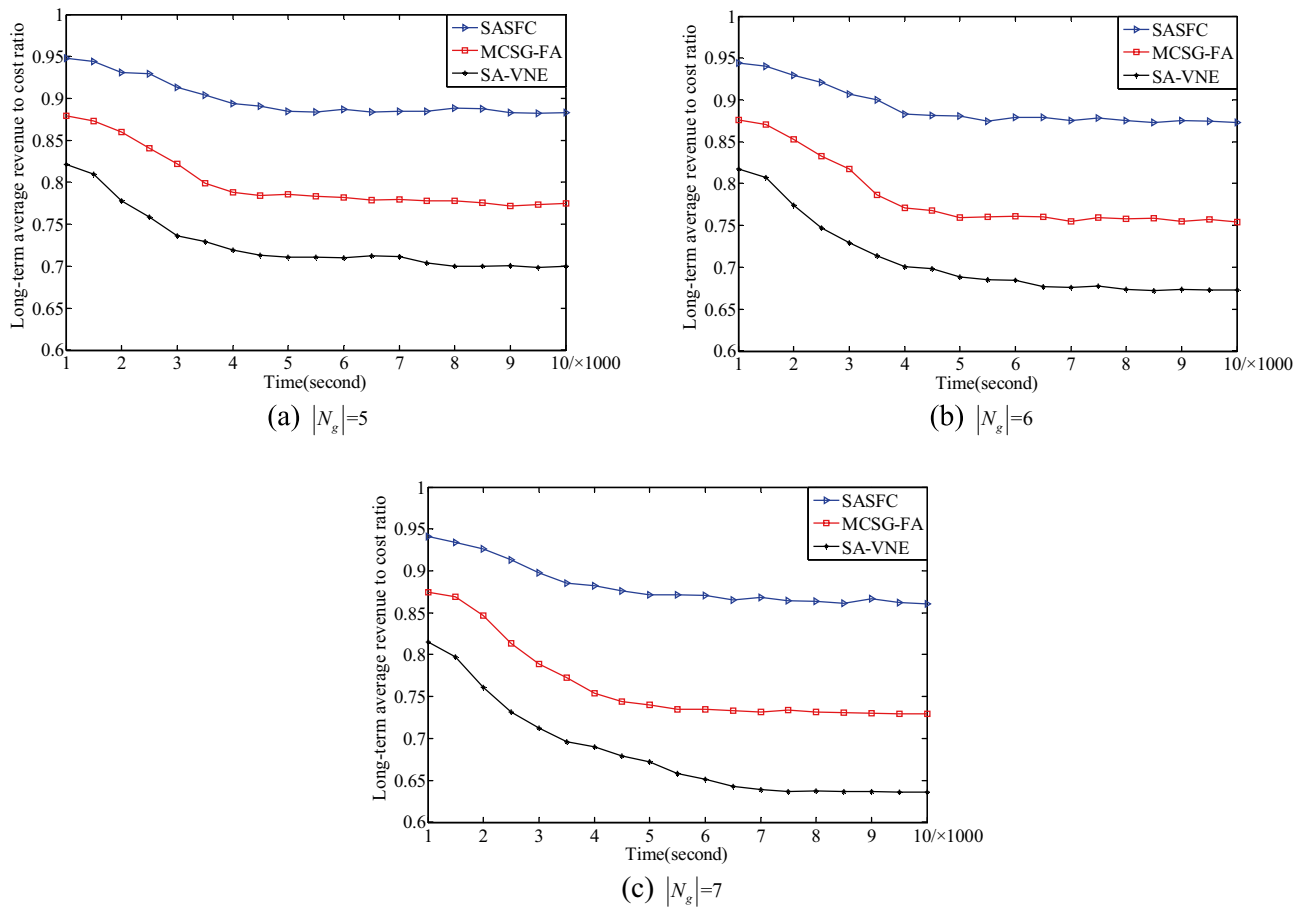 Long-term average revenue to cost ratio
1
0.95
0.9
0.85
0.8
0.75
0.7
0.65
0.6
SASFC
MCSG-FA
SA-VNE
1 2 3 4 5 6 7 8 9 10/×1000
Time(second)
(a) |N_g|=5
Long-term average revenue to cost ratio
1
0.95
0.9
0.85
0.8
0.75
0.7
0.65
0.6
SASFC
MCSG-FA
SA-VNE
1 2 3 4 5 6 7 8 9 10/×1000
Time(second)
(b) |N_g|=6
Long-term average revenue to cost ratio
1
0.95
0.9
0.85
0.8
0.75
0.7
0.65
0.6
SASFC
MCSG-FA
SA-VNE
1 2 3 4 5 6 7 8 9 10/×1000
Time(second)
(c) |N_g|=7